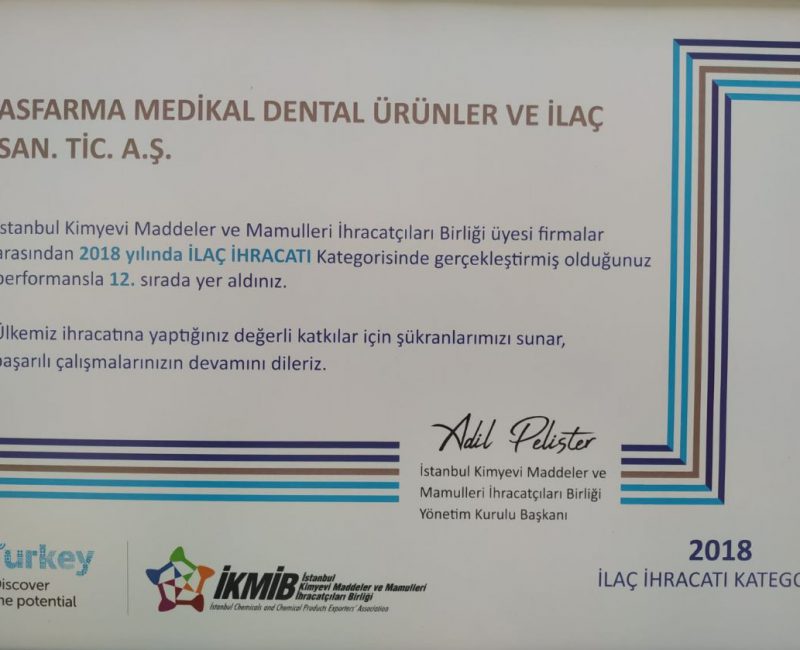 ASFARMA MEDİKAL DENTAL ÜRÜNLER VE İLAÇ
SAN. TİC. A.Ş.
İstanbul Kimyevi Maddeler ve Mamulleri İhracatçıları Birliği üyesi firmalar
arasından 2018 yılında İLAÇ İHRACATI Kategorisinde gerçekleştirmiş olduğunuz
performansla 12. sırada yer aldınız.
Ülkemiz ihracatına yaptığınız değerli katkılar için şükranlarımızı sunar,
başarılı çalışmalarınızın devamını dileriz.
Adil Pelister
İstanbul Kimyevi Maddeler ve
Mamulleri İhracatçıları Birliği
Yönetim Kurulu Başkanı
Turkey
Discover
the potential
İKMİB
İstanbul
Kimyevi Maddeler ve Mamulleri
İhracatçıları Birliği
Istanbul Chemicals and Chemical Products Exporters' Association
2018
İLAÇ İHRACATI KATEGO